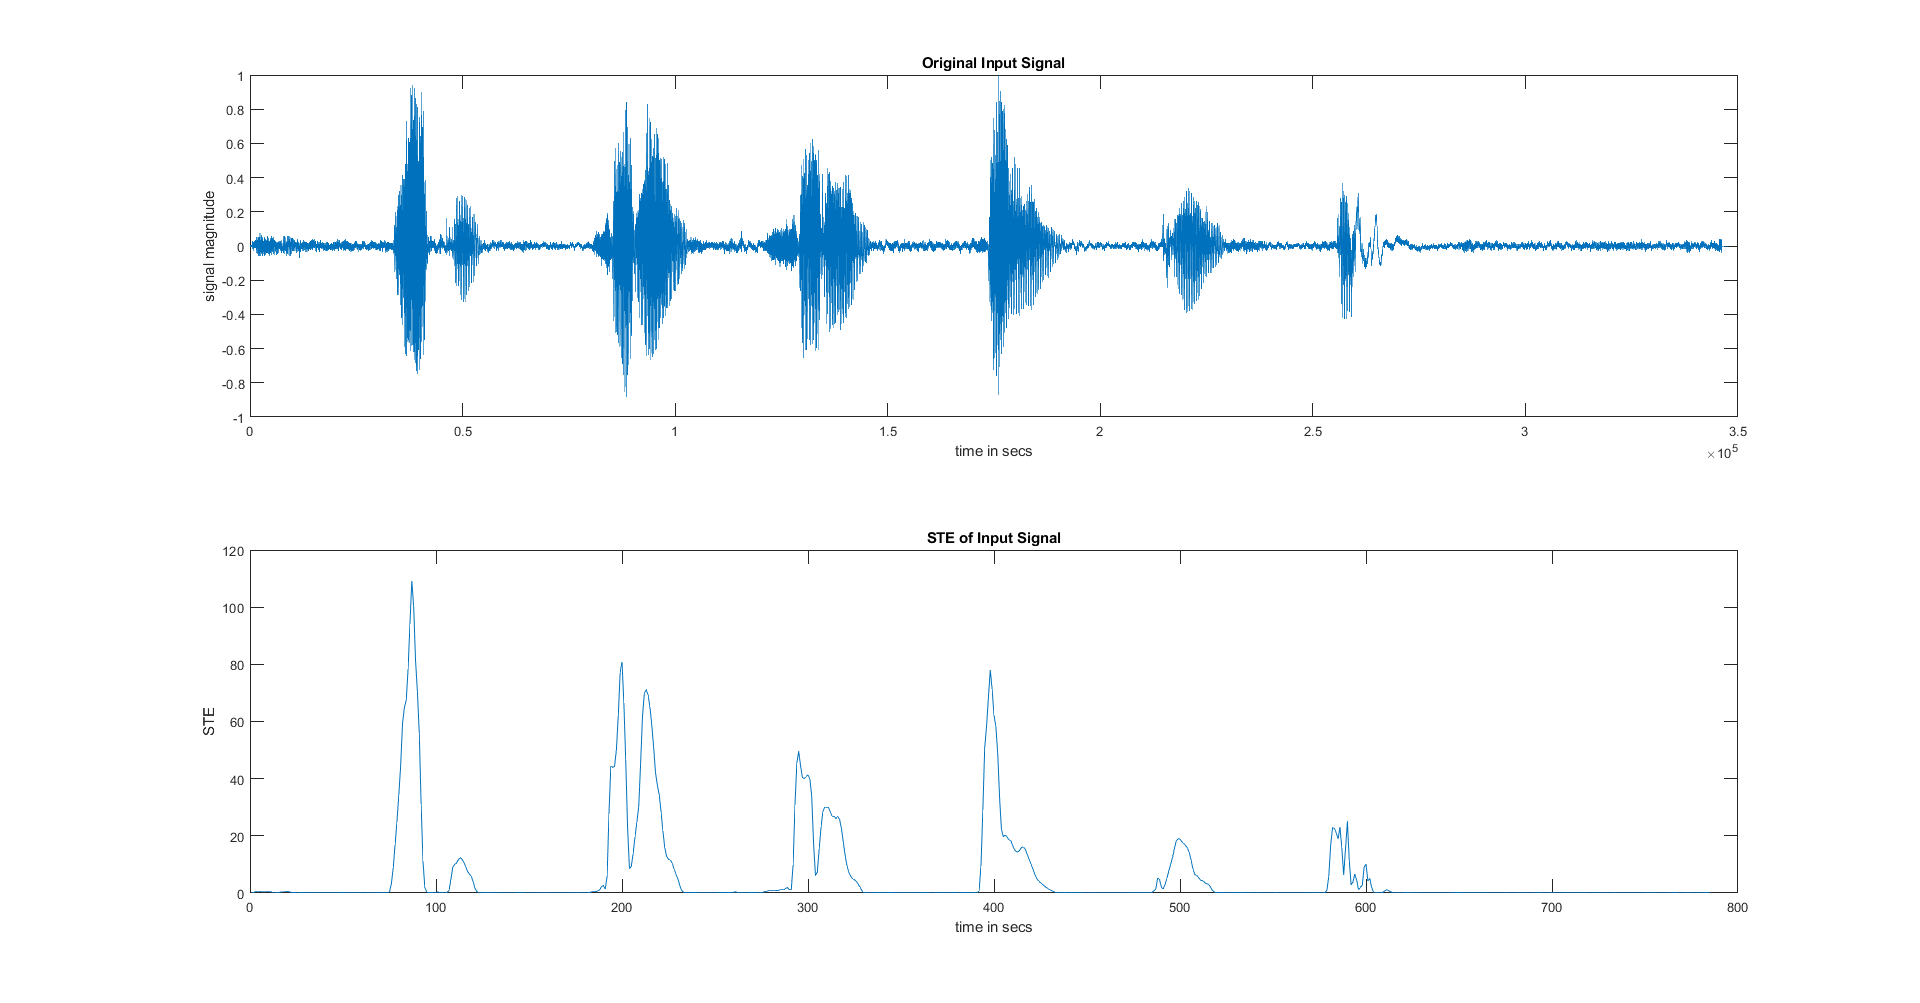 Original Input Signal
1
0.8
0.6
0.4
0.2
0
-0.2
-0.4
-0.6
-0.8
-1
signal magnitude
0 0.5 1 1.5 2 2.5 3 3.5
time in secs
×10^5
STE of Input Signal
120
100
80
60
40
20
0
STE
0 100 200 300 400 500 600 700 800
time in secs